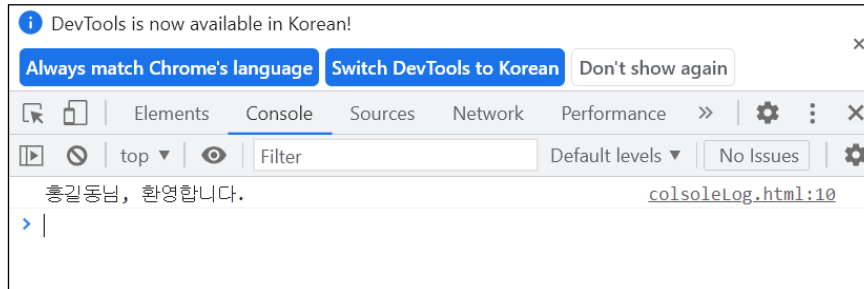 DevTools is now available in Korean!
Always match Chrome's language Switch DevTools to Korean Don't show again
Elements Console Sources Network Performance
top Filter Default levels No Issues
홍길동님, 환영합니다. colsoleLog.html:10